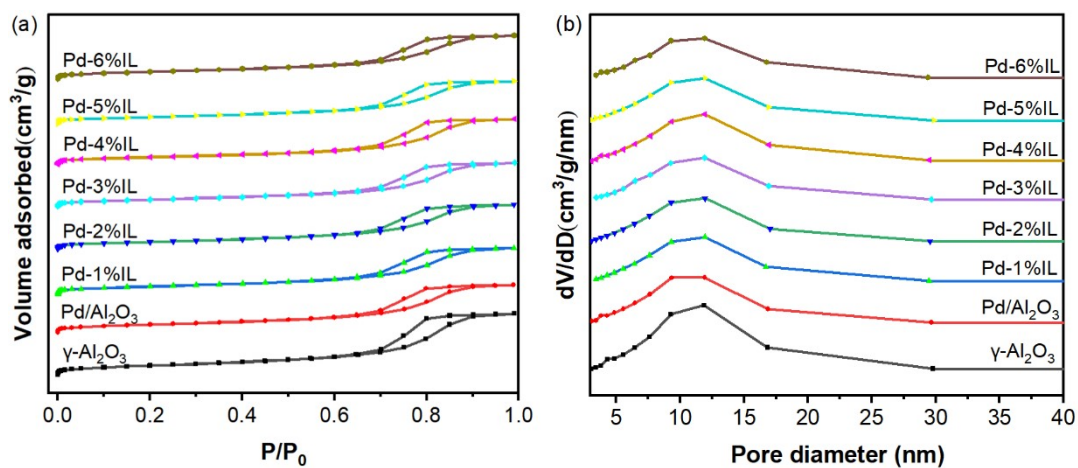 (a)
Volume adsorbed(cm³/g)
Pd-6%IL
Pd-5%IL
Pd-4%IL
Pd-3%IL
Pd-2%IL
Pd-1%IL
Pd/Al₂O₃
γ-Al₂O₃
0.0 0.2 0.4 0.6 0.8 1.0
P/P₀
(b)
dV/dD(cm³/g/nm)
Pd-6%IL
Pd-5%IL
Pd-4%IL
Pd-3%IL
Pd-2%IL
Pd-1%IL
Pd/Al₂O₃
γ-Al₂O₃
5 10 15 20 25 30 35 40
Pore diameter (nm)